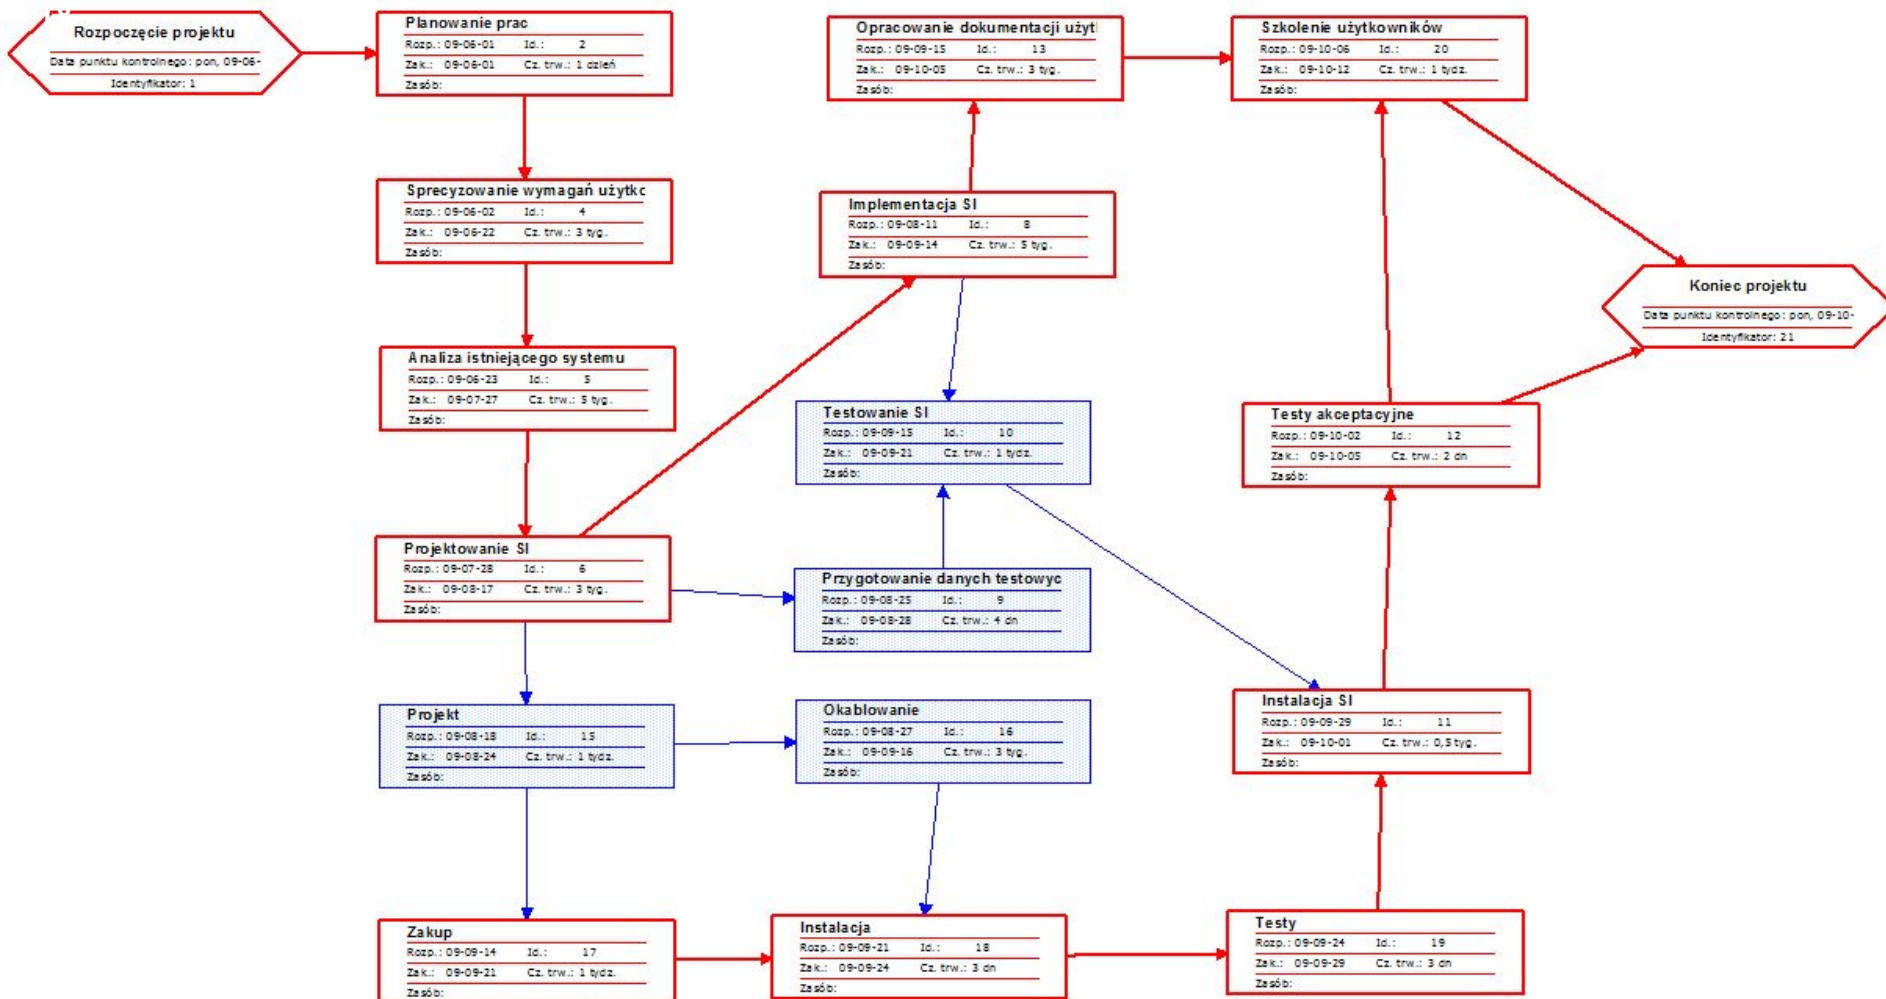 Rozpoczęcie projektu
Data punktu kontrolnego: pon, 09-06-
Identyfikator: 1
Planowanie prac
Rozp.: 09-06-01 Id.: 2
Zak.: 09-06-01 Cz. trw.: 1 dzień
Zasób:
Opracowanie dokumentacji użytl
Rozp.: 09-09-15 Id.: 13
Zak.: 09-10-05 Cz. trw.: 3 tyg.
Zasób:
Szkolenie użytkowników
Rozp.: 09-10-06 Id.: 20
Zak.: 09-10-12 Cz. trw.: 1 tydz.
Zasób:
Sprecyzowanie wymagań użytkc
Rozp.: 09-06-02 Id.: 4
Zak.: 09-06-22 Cz. trw.: 3 tyg.
Zasób:
Implementacja SI
Rozp.: 09-08-11 Id.: 8
Zak.: 09-09-14 Cz. trw.: 5 tyg.
Zasób:
Koniec projektu
Data punktu kontrolnego: pon, 09-10-
Identyfikator: 21
Analiza istniejącego systemu
Rozp.: 09-06-23 Id.: 5
Zak.: 09-07-27 Cz. trw.: 5 tyg.
Zasób:
Testowanie SI
Rozp.: 09-09-15 Id.: 10
Zak.: 09-09-21 Cz. trw.: 1 tydz.
Zasób:
Testy akceptacyjne
Rozp.: 09-10-02 Id.: 12
Zak.: 09-10-05 Cz. trw.: 2 dn
Zasób:
Projektowanie SI
Rozp.: 09-07-28 Id.: 6
Zak.: 09-08-17 Cz. trw.: 3 tyg.
Zasób:
Przygotowanie danych testowyc
Rozp.: 09-08-25 Id.: 9
Zak.: 09-08-28 Cz. trw.: 4 dn
Zasób:
Projekt
Rozp.: 09-08-18 Id.: 15
Zak.: 09-08-24 Cz. trw.: 1 tydz.
Zasób:
Okablowanie
Rozp.: 09-08-27 Id.: 16
Zak.: 09-09-16 Cz. trw.: 3 tyg.
Zasób:
Instalacja SI
Rozp.: 09-09-29 Id.: 11
Zak.: 09-10-01 Cz. trw.: 0,5 tyg.
Zasób:
Zakup
Rozp.: 09-09-14 Id.: 17
Zak.: 09-09-21 Cz. trw.: 1 tydz.
Zasób:
Instalacja
Rozp.: 09-09-21 Id.: 18
Zak.: 09-09-24 Cz. trw.: 3 dn
Zasób:
Testy
Rozp.: 09-09-24 Id.: 19
Zak.: 09-09-29 Cz. trw.: 3 dn
Zasób: